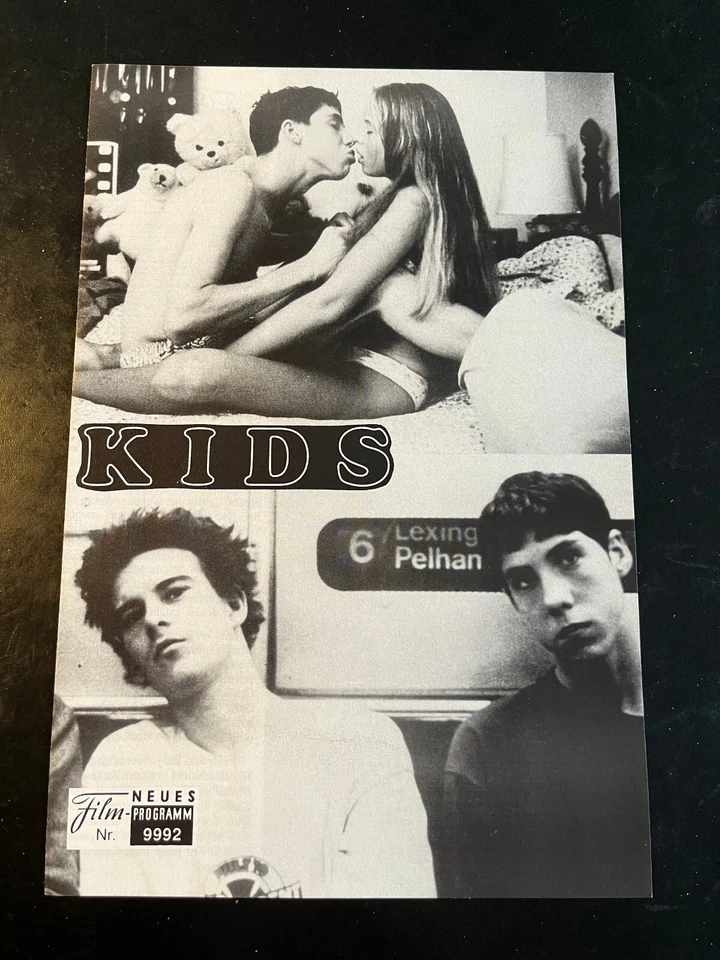 KIDS
6 Lexing
Pelhan
Film-
NEUES
PROGRAMM
Nr. 9992